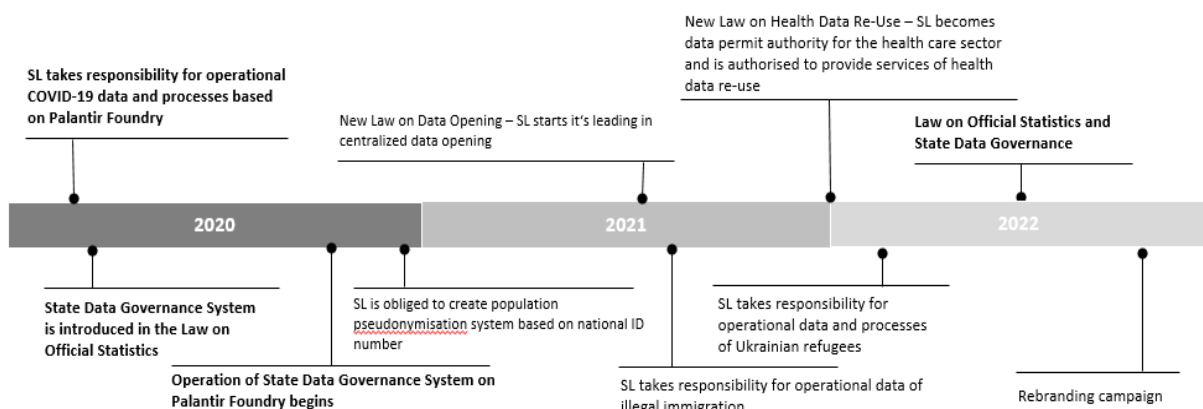 New Law on Health Data Re-Use – SL becomes
data permit authority for the health care sector
and is authorised to provide services of health
data re-use
SL takes responsibility for operational
COVID-19 data and processes based
on Palantir Foundry
New Law on Data Opening – SL starts it's leading in
centralized data opening
Law on Official Statistics and
State Data Governance
2020
2021
2022
State Data Governance System
is introduced in the Law on
Official Statistics
SL is obliged to create population
pseudonymisation system based on national ID
number
SL takes responsibility for
operational data and processes
of Ukrainian refugees
Operation of State Data Governance System on
Palantir Foundry begins
SL takes responsibility for operational data of
illegal immigration
Rebranding campaign